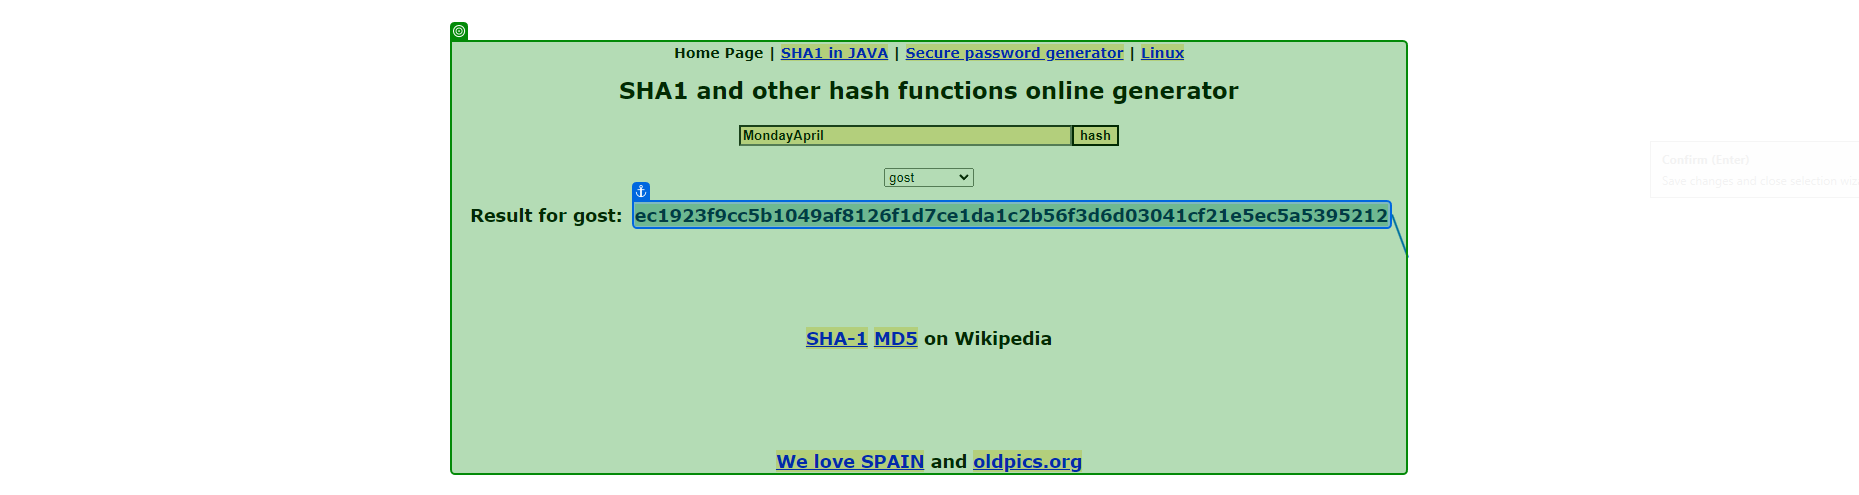 Home Page | SHA1 in JAVA | Secure password generator | Linux
SHA1 and other hash functions online generator
MondayApril hash
gost
Result for gost: ec1923f9cc5b1049af8126f1d7ce1da1c2b56f3d6d03041cf21e5ec5a5395212
Confirm (Enter)
Save changes and close selection wiz
SHA-1 MD5 on Wikipedia
We love SPAIN and oldpics.org